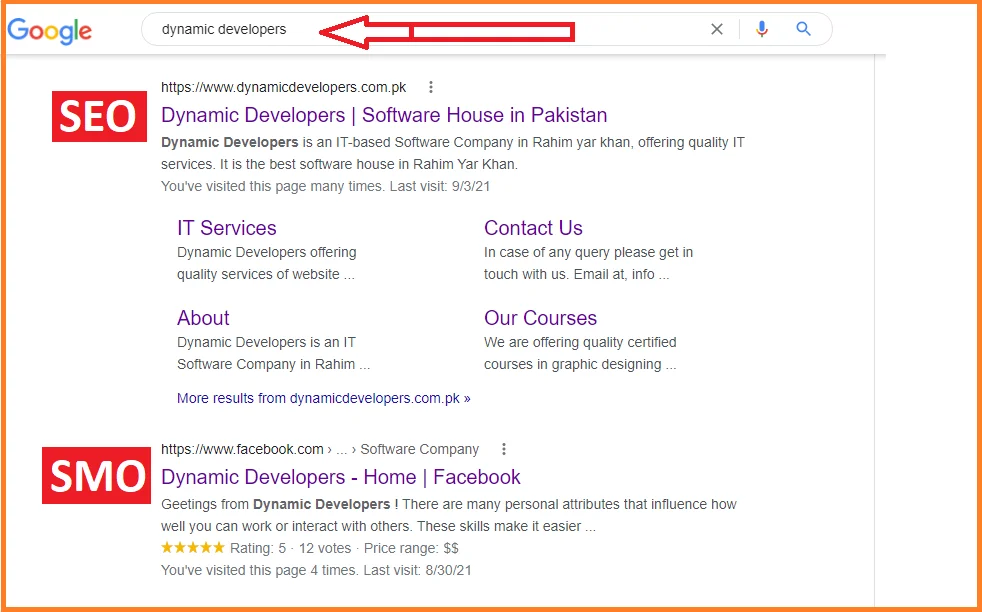 Google
dynamic developers
https://www.dynamicdevelopers.com.pk
SEO
Dynamic Developers | Software House in Pakistan
Dynamic Developers is an IT-based Software Company in Rahim yar khan, offering quality IT
services. It is the best software house in Rahim Yar Khan.
You've visited this page many times. Last visit: 9/3/21
IT Services
Dynamic Developers offering
quality services of website ...
Contact Us
In case of any query please get in
touch with us. Email at, info ...
About
Dynamic Developers is an IT
Software Company in Rahim ...
Our Courses
We are offering quality certified
courses in graphic designing ...
More results from dynamicdevelopers.com.pk »
https://www.facebook.com › ... › Software Company
SMO
Dynamic Developers - Home | Facebook
Geetings from Dynamic Developers ! There are many personal attributes that influence how
well you can work or interact with others. These skills make it easier ...
★★★★★ Rating: 5 · 12 votes · Price range: $$
You've visited this page 4 times. Last visit: 8/30/21